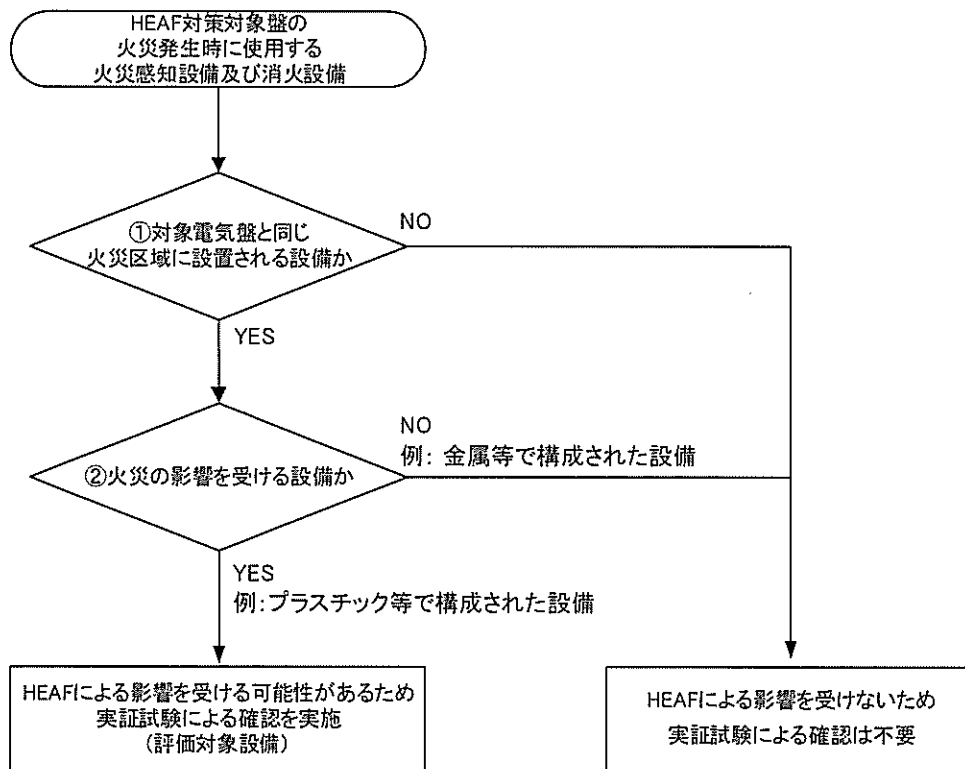 HEAF対策対象盤の
火災発生時に使用する
火災感知設備及び消火設備
①対象電気盤と同じ
火災区域に設置される設備か
NO
YES
②火災の影響を受ける設備か
NO
例: 金属等で構成された設備
YES
例:プラスチック等で構成された設備
HEAFによる影響を受ける可能性があるため
実証試験による確認を実施
(評価対象設備)
HEAFによる影響を受けないため
実証試験による確認は不要